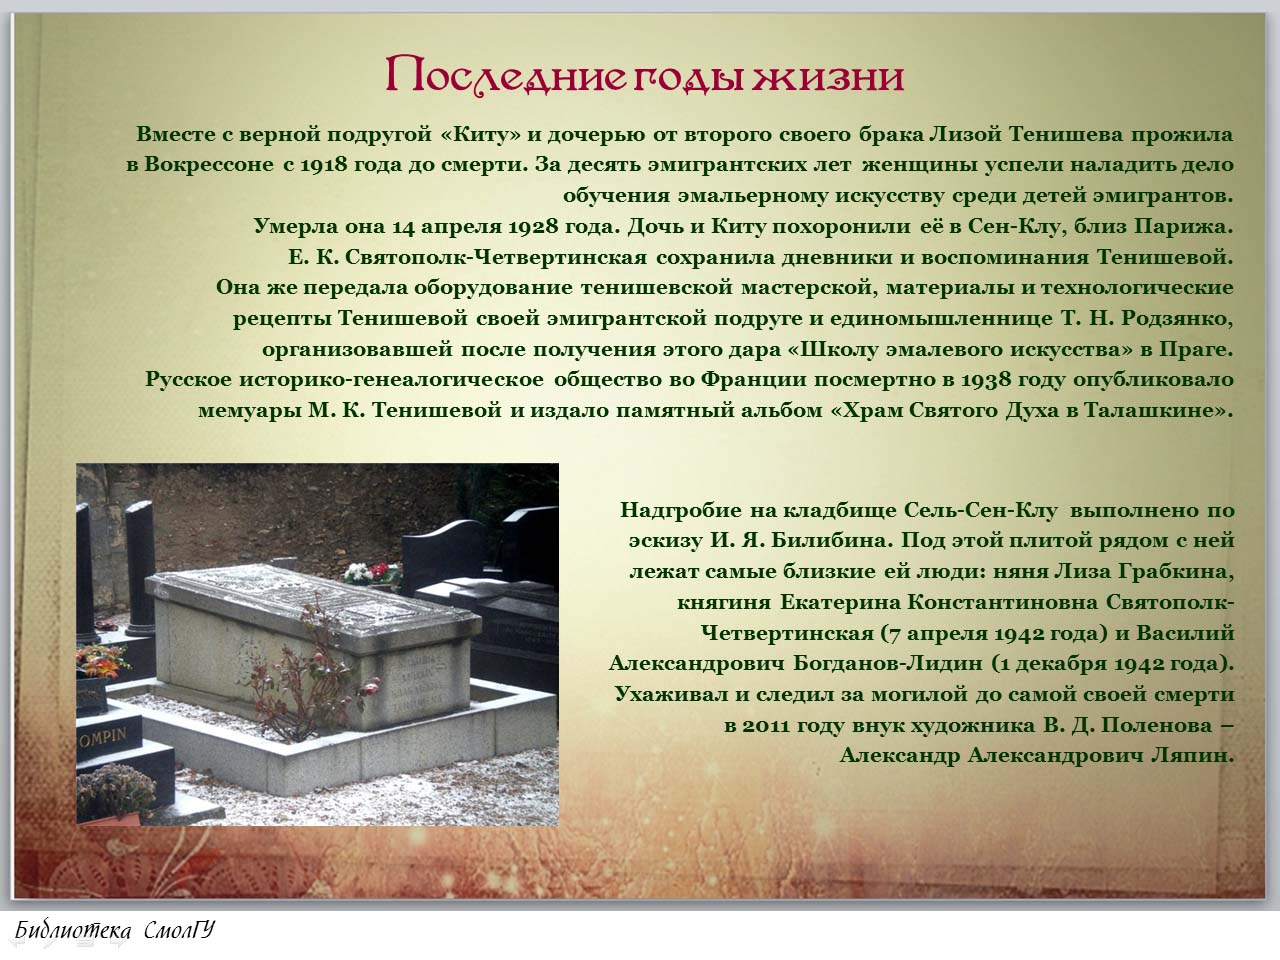 Последние годы жизни
Вместе с верной подругой «Киту» и дочерью от второго своего брака Лизой Тенишева прожила
в Вокрессоне с 1918 года до смерти. За десять эмигрантских лет женщины успели наладить дело
обучения эмальерному искусству среди детей эмигрантов.
Умерла она 14 апреля 1928 года. Дочь и Киту похоронили её в Сен-Клу, близ Парижа.
Е. К. Святополк-Четвертинская сохранила дневники и воспоминания Тенишевой.
Она же передала оборудование тенишевской мастерской, материалы и технологические
рецепты Тенишевой своей эмигрантской подруге и единомышленнице Т. Н. Родзянко,
организовавшей после получения этого дара «Школу эмалевого искусства» в Праге.
Русское историко-генеалогическое общество во Франции посмертно в 1938 году опубликовало
мемуары М. К. Тенишевой и издало памятный альбом «Храм Святого Духа в Талашкине».
Надгробие на кладбище Сель-Сен-Клу выполнено по
эскизу И. Я. Билибина. Под этой плитой рядом с ней
лежат самые близкие ей люди: няня Лиза Грабкина,
княгиня Екатерина Константиновна Святополк-
Четвертинская (7 апреля 1942 года) и Василий
Александрович Богданов-Лидин (1 декабря 1942 года).
Ухаживал и следил за могилой до самой своей смерти
в 2011 году внук художника В. Д. Поленова –
Александр Александрович Ляпин.
OMPIN
Библиотека СмолГУ